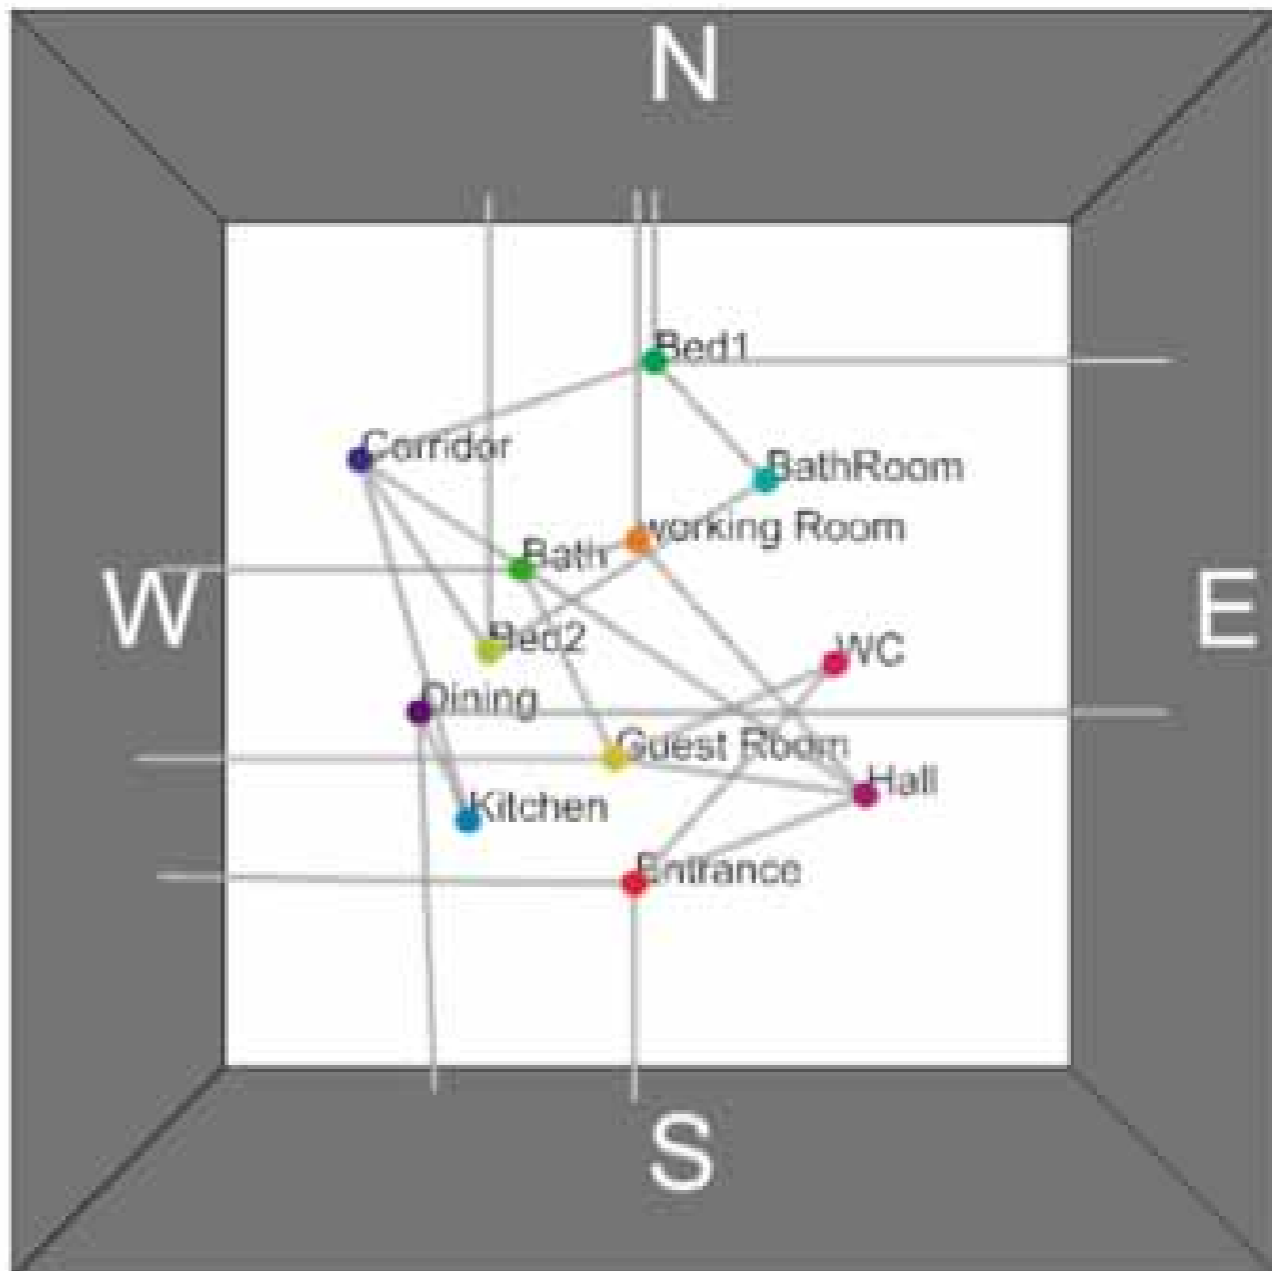 N
Bed1
Corridor
BathRoom
working Room
Bath
W
E
Bed2
WC
Dining
Guest Room
Hall
Kitchen
Entrance
S